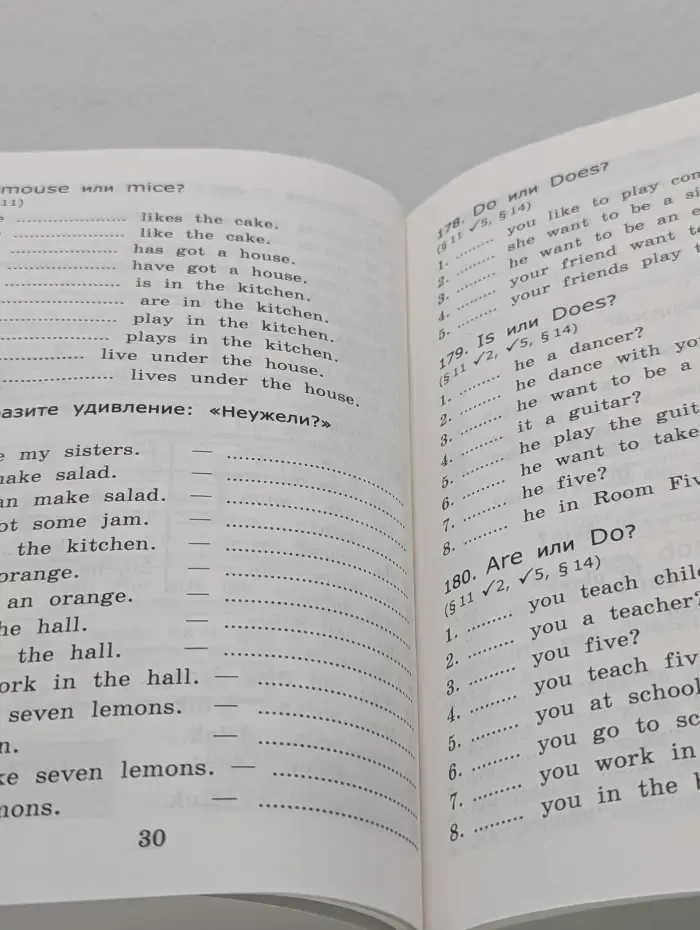 mouse или mice?
11)
.................... likes the cake.
.................... like the cake.
.................... has got a house.
.................... have got a house.
.................... is in the kitchen.
.................... are in the kitchen.
.................... play in the kitchen.
.................... plays in the kitchen.
.................... live under the house.
.................... lives under the house.
азите удивление: «Неужели?»
e my sisters. — ....................
make salad. — ....................
an make salad. — ....................
ot some jam. — ....................
the kitchen. — ....................
orange. — ....................
an orange. — ....................
he hall. — ....................
the hall. — ....................
ork in the hall. — ....................
seven lemons. — ....................
n. — ....................
ke seven lemons. — ....................
mons. — ....................
30
178. Do или Does?
(§ 11 ✓5, § 14)
1. ......... you like to play com
2. ......... she want to be a si
3. ......... he want to be an e
4. ......... your friend want t
5. ......... your friends play t
179. Is или Does?
(§ 11 ✓2, ✓5, § 14)
1. ......... he a dancer?
2. ......... he dance with yo
3. ......... he want to be a
4. ......... it a guitar?
5. ......... he play the guit
6. ......... he want to take
7. ......... he five?
8. ......... he in Room Fiv
180. Are или Do?
(§ 11 ✓2, ✓5, § 14)
1. ......... you teach chil
2. ......... you a teacher?
3. ......... you five?
4. ......... you teach fiv
5. ......... you at school
6. ......... you go to sc
7. ......... you work in
8. ......... you in the